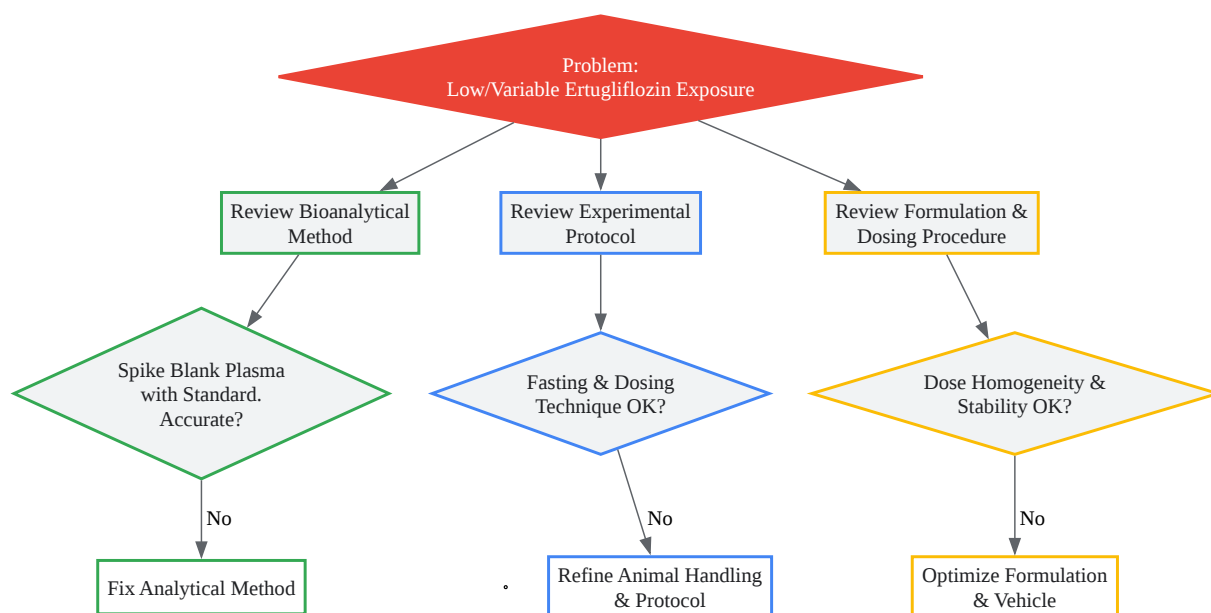 Problem:
Low/Variable Ertugliflozin Exposure
Review Bioanalytical
Method
Review Experimental
Protocol
Review Formulation &
Dosing Procedure
Spike Blank Plasma
with Standard.
Accurate?
Fasting & Dosing
Technique OK?
Dose Homogeneity &
Stability OK?
No
No
No
Fix Analytical Method
Refine Animal Handling
& Protocol
Optimize Formulation
& Vehicle